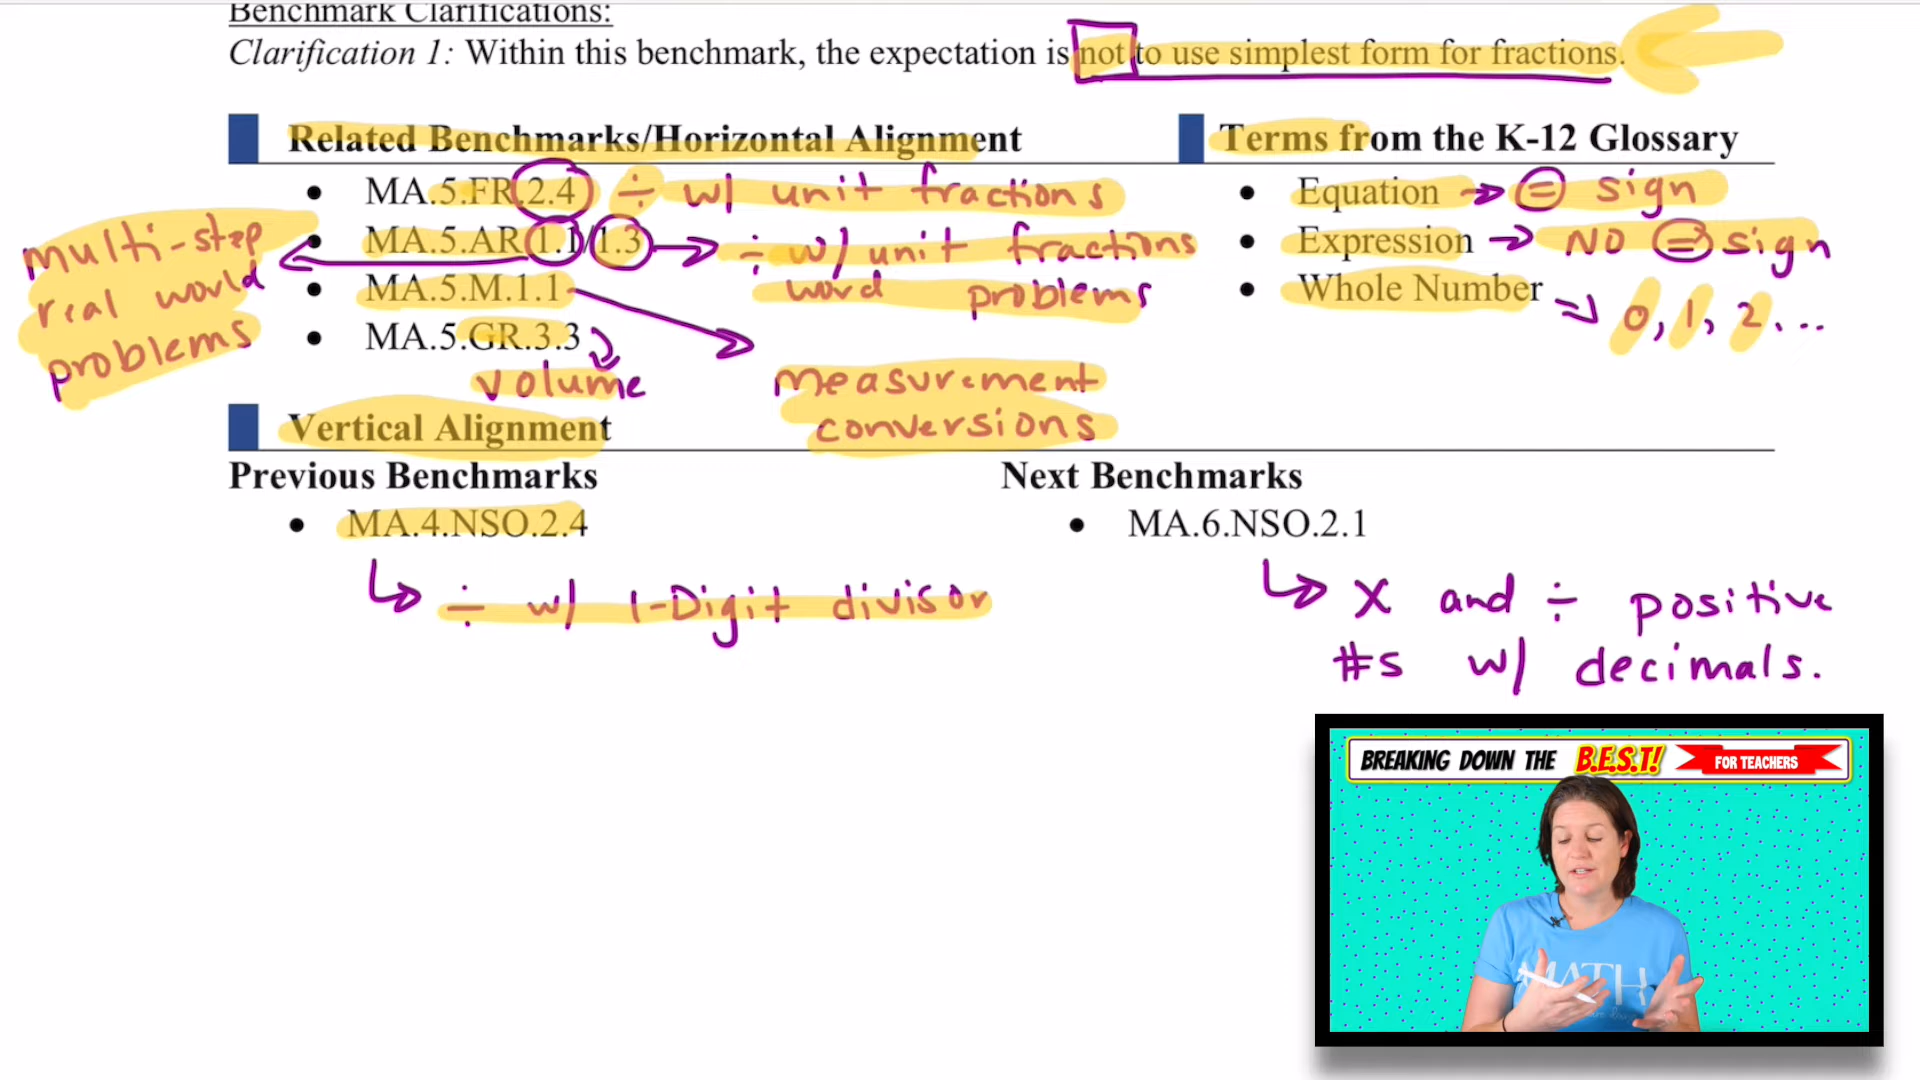 Benchmark Clarifications:
Clarification 1: Within this benchmark, the expectation is not to use simplest form for fractions.
Related Benchmarks/Horizontal Alignment
MA.5.FR.2.4 ÷ w/ unit fractions
MA.5.AR.1.1/1.3 → ÷ w/ unit fractions
word problems
multi-step
real world
problems
MA.5.M.1.1
measurement
conversions
MA.5.GR.3.3
volume
Terms from the K-12 Glossary
Equation → = sign
Expression → NO = sign
Whole Number → 0, 1, 2...
Vertical Alignment
Previous Benchmarks
MA.4.NSO.2.4
↳ ÷ w/ 1-Digit divisor
Next Benchmarks
MA.6.NSO.2.1
↳ x and ÷ positive
#s w/ decimals.
BREAKING DOWN THE B.E.S.T! FOR TEACHERS
MATH